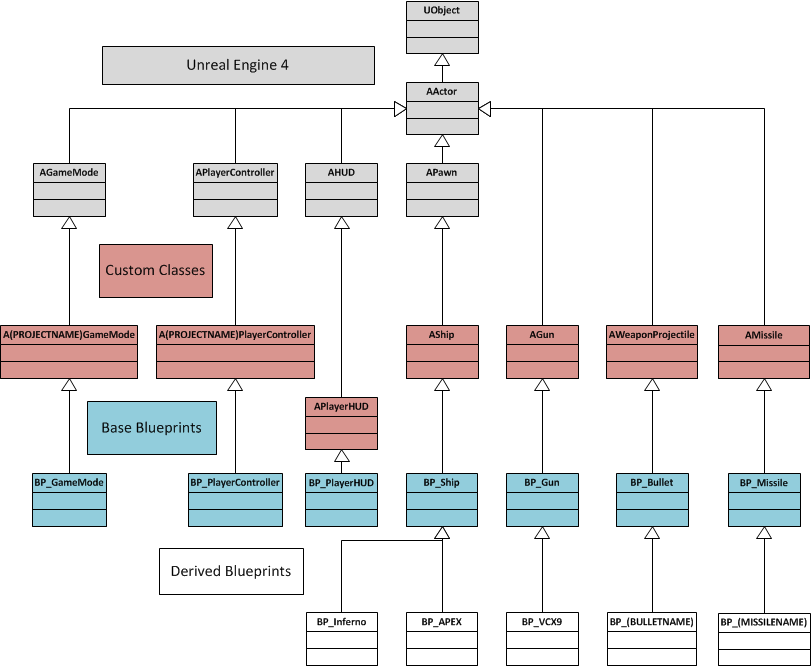 UObject
Unreal Engine 4
AActor
AGameMode
APlayerController
AHUD
APawn
Custom Classes
A(PROJECTNAME)GameMode
A(PROJECTNAME)PlayerController
AShip
AGun
AWeaponProjectile
AMissile
APlayerHUD
Base Blueprints
BP_GameMode
BP_PlayerController
BP_PlayerHUD
BP_Ship
BP_Gun
BP_Bullet
BP_Missile
Derived Blueprints
BP_Inferno
BP_APEX
BP_VCX9
BP_(BULLETNAME)
BP_(MISSILENAME)